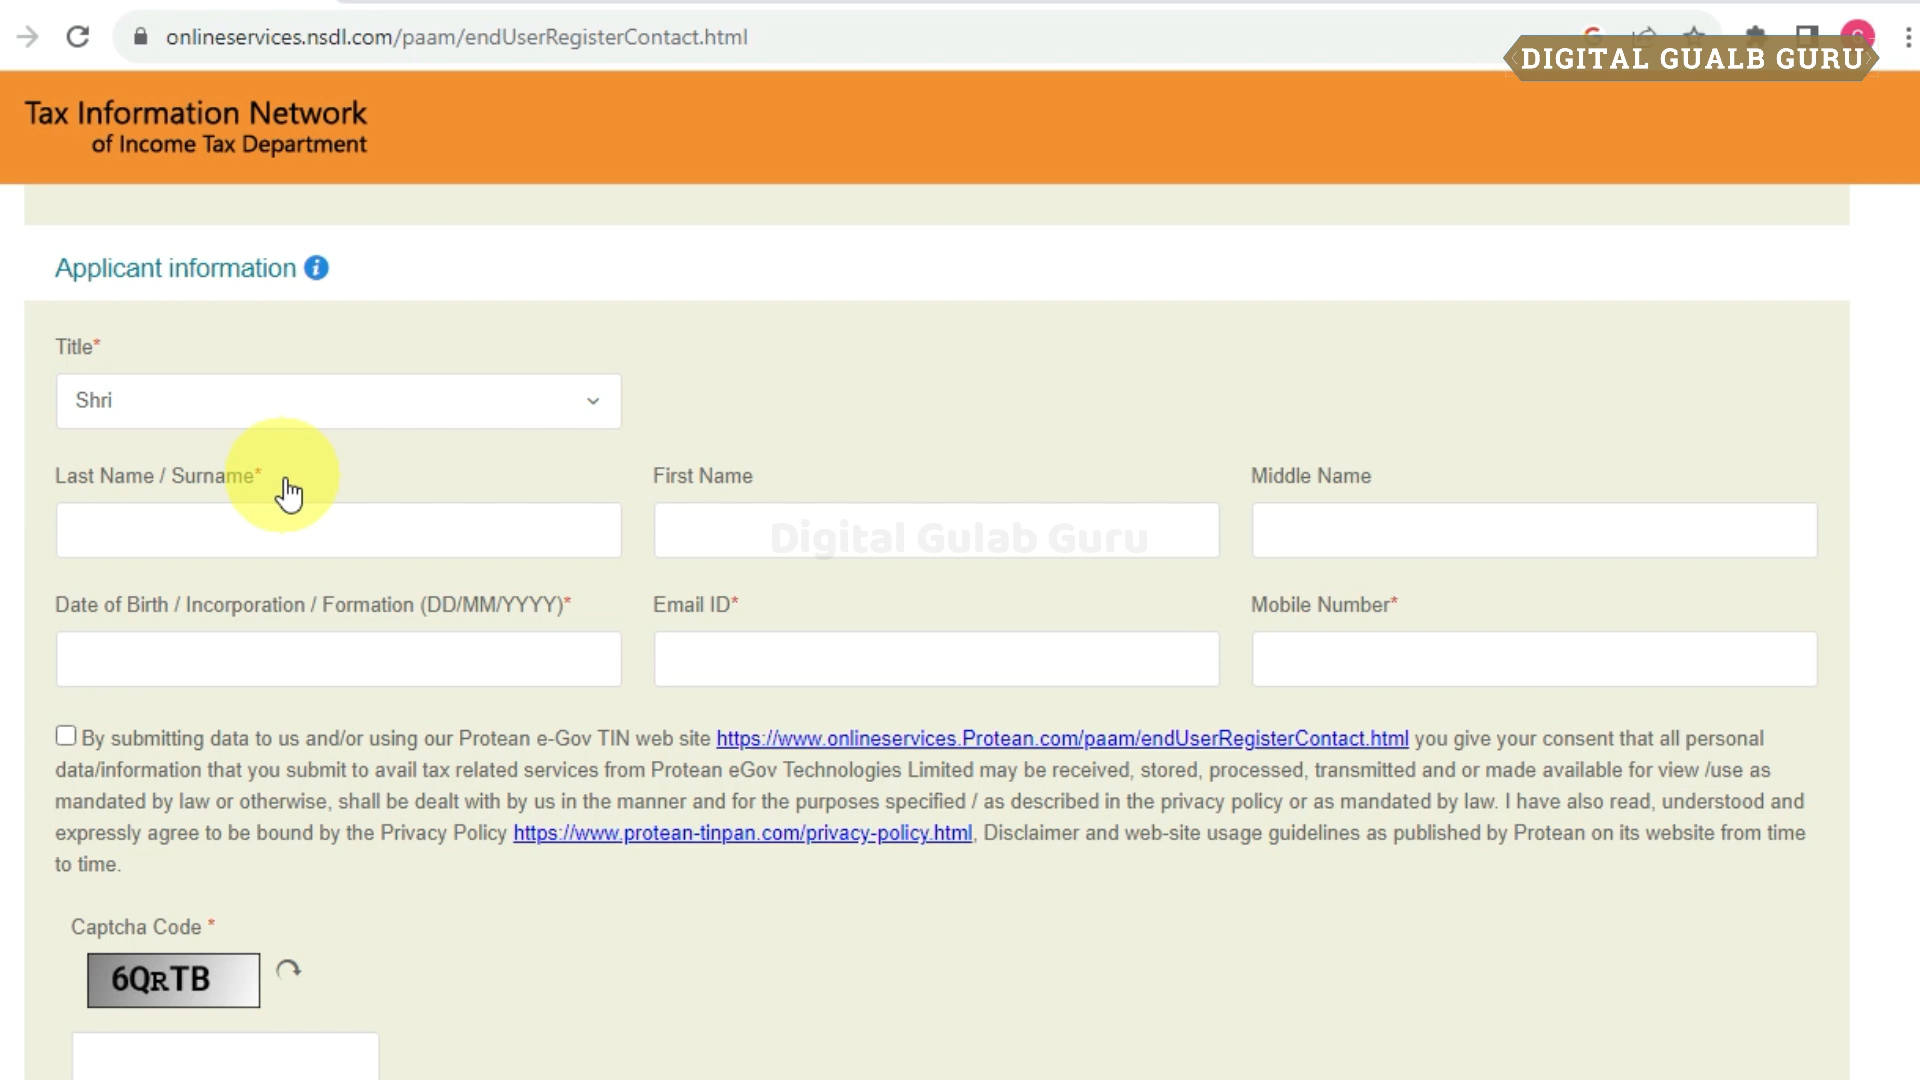 onlineservices.nsdl.com/paam/endUserRegisterContact.html
DIGITAL GUALB GURU
Tax Information Network
of Income Tax Department
Applicant information
Title*
Shri
Last Name / Surname* First Name Middle Name
Digital Gulab Guru
Date of Birth / Incorporation / Formation (DD/MM/YYYY)* Email ID* Mobile Number*
By submitting data to us and/or using our Protean e-Gov TIN web site https://www.onlineservices.Protean.com/paam/endUserRegisterContact.html you give your consent that all personal
data/information that you submit to avail tax related services from Protean eGov Technologies Limited may be received, stored, processed, transmitted and or made available for view /use as
mandated by law or otherwise, shall be dealt with by us in the manner and for the purposes specified / as described in the privacy policy or as mandated by law. I have also read, understood and
expressly agree to be bound by the Privacy Policy https://www.protean-tinpan.com/privacy-policy.html, Disclaimer and web-site usage guidelines as published by Protean on its website from time
to time.
Captcha Code *
6QRTB